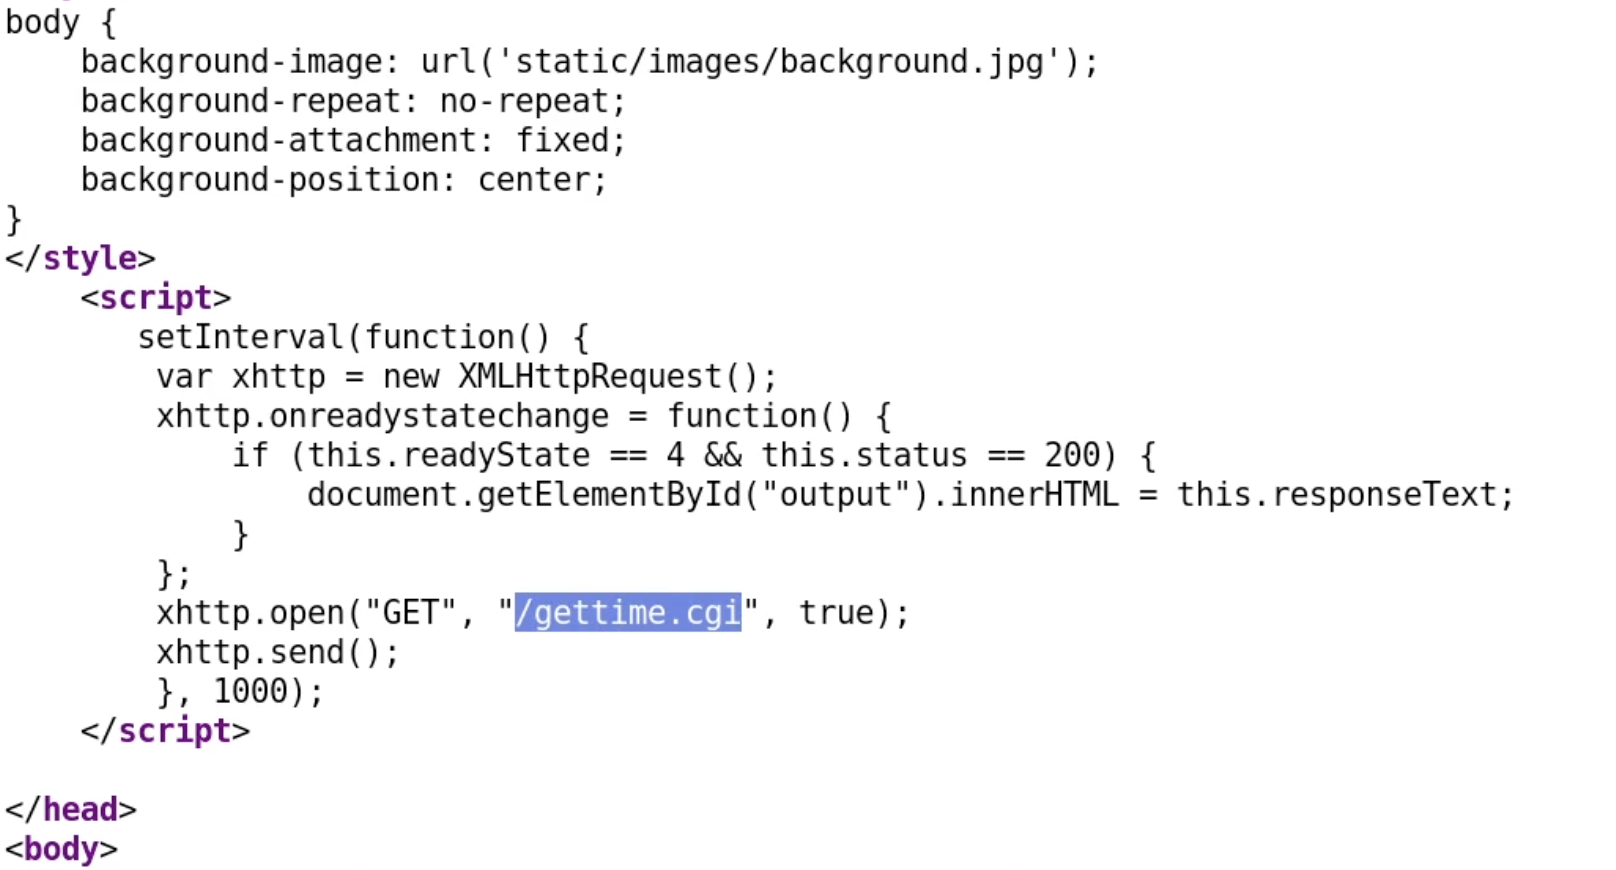 body {
    background-image: url('static/images/background.jpg');
    background-repeat: no-repeat;
    background-attachment: fixed;
    background-position: center;
}
</style>
    <script>
       setInterval(function() {
        var xhttp = new XMLHttpRequest();
        xhttp.onreadystatechange = function() {
            if (this.readyState == 4 && this.status == 200) {
                document.getElementById("output").innerHTML = this.responseText;
            }
        };
        xhttp.open("GET", "/gettime.cgi", true);
        xhttp.send();
        }, 1000);
    </script>

</head>
<body>